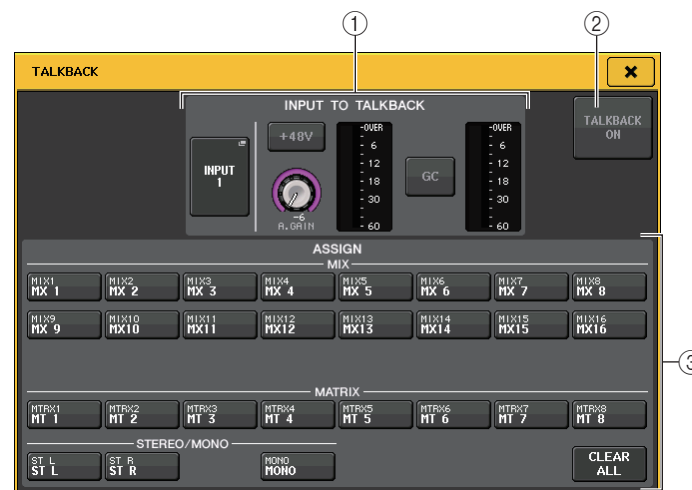 ① ②
TALKBACK ×
INPUT TO TALKBACK
TALKBACK
ON
INPUT
1
+48V
-OVER
- 6
- 12
- 18
- 30
- 60
GC
-OVER
- 6
- 12
- 18
- 30
- 60
-6
A.GAIN
ASSIGN
MIX
MIX1 MIX2 MIX3 MIX4 MIX5 MIX6 MIX7 MIX8
MX 1 MX 2 MX 3 MX 4 MX 5 MX 6 MX 7 MX 8
MIX9 MIX10 MIX11 MIX12 MIX13 MIX14 MIX15 MIX16
MX 9 MX10 MX11 MX12 MX13 MX14 MX15 MX16
③
MATRIX
MTRX1 MTRX2 MTRX3 MTRX4 MTRX5 MTRX6 MTRX7 MTRX8
MT 1 MT 2 MT 3 MT 4 MT 5 MT 6 MT 7 MT 8
STEREO/MONO
ST L ST R MONO
ST L ST R MONO
CLEAR
ALL